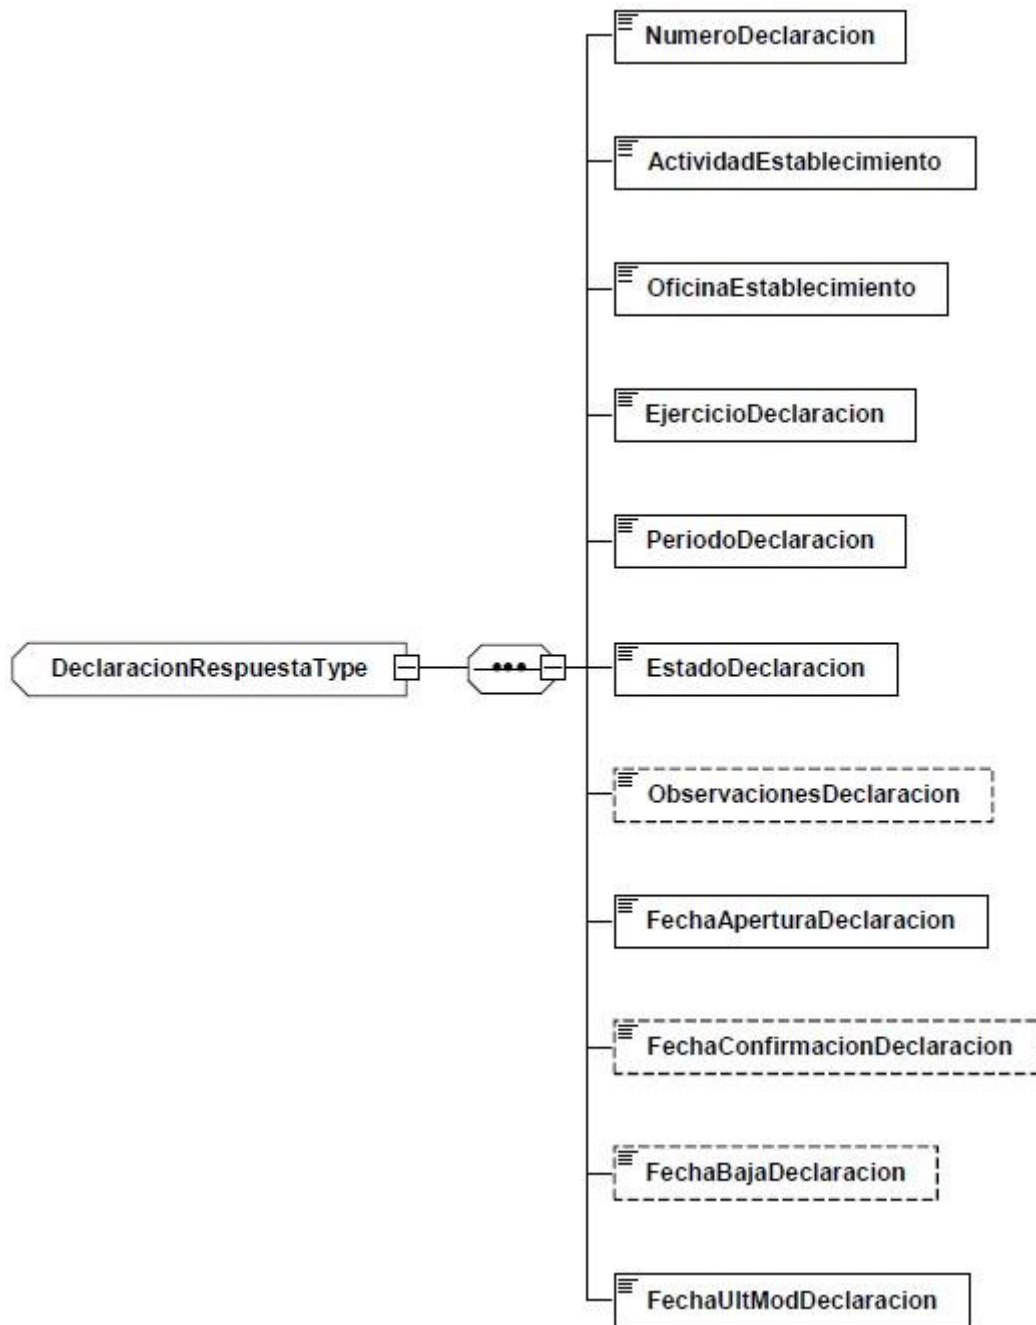 NumeroDeclaracion
ActividadEstablecimiento
OficinaEstablecimiento
EjercicioDeclaracion
PeriodoDeclaracion
DeclaracionRespuestaType
EstadoDeclaracion
ObservacionesDeclaracion
FechaAperturaDeclaracion
FechaConfirmacionDeclaracion
FechaBajaDeclaracion
FechaUltModDeclaracion